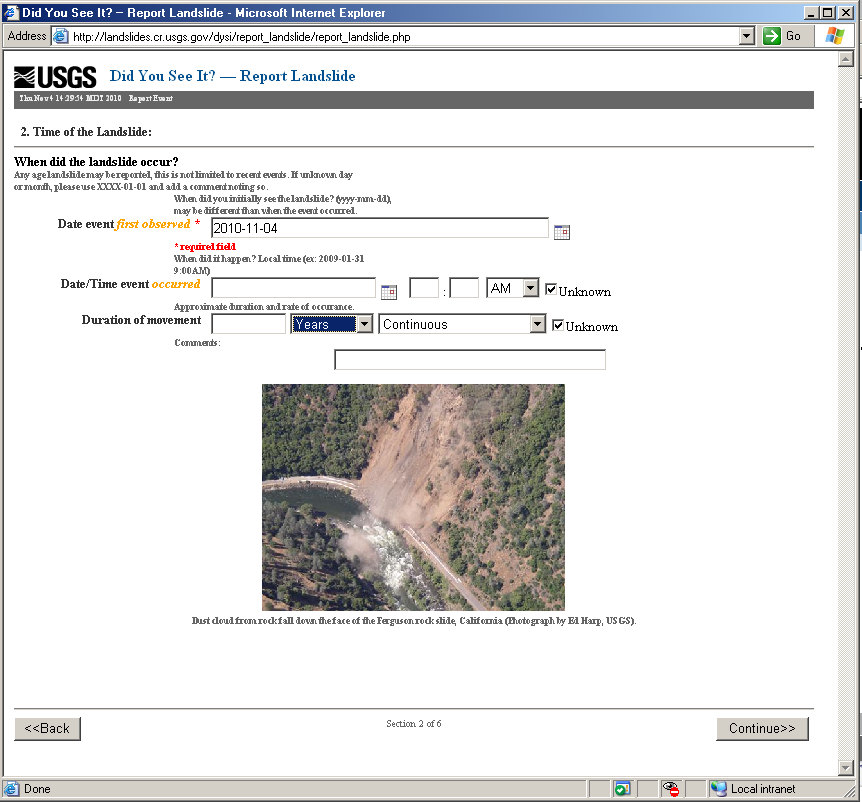 Did You See It? — Report Landslide - Microsoft Internet Explorer
Address http://landslides.cr.usgs.gov/dysi/report_landslide/report_landslide.php Go
USGS Did You See It? — Report Landslide
Thu Nov 4 14:29:54 MDT 2010 Report Event
2. Time of the Landslide:
When did the landslide occur?
Any age landslide may be reported, this is not limited to recent events. If unknown day
or month, please use XXXX-01-01 and add a comment noting so.
When did you initially see the landslide? (yyyy-mm-dd),
may be different than when the event occurred.
Date event first observed * 2010-11-04
* required field
When did it happen? Local time (ex: 2009-01-31
9:00AM)
Date/Time event occurred : AM Unknown
Approximate duration and rate of occurance.
Duration of movement Years Continuous Unknown
Comments:
Dust cloud from rock fall down the face of the Ferguson rock slide, California (Photograph by Ed Harp, USGS).
<<Back Section 2 of 6 Continue>>
Done Local intranet